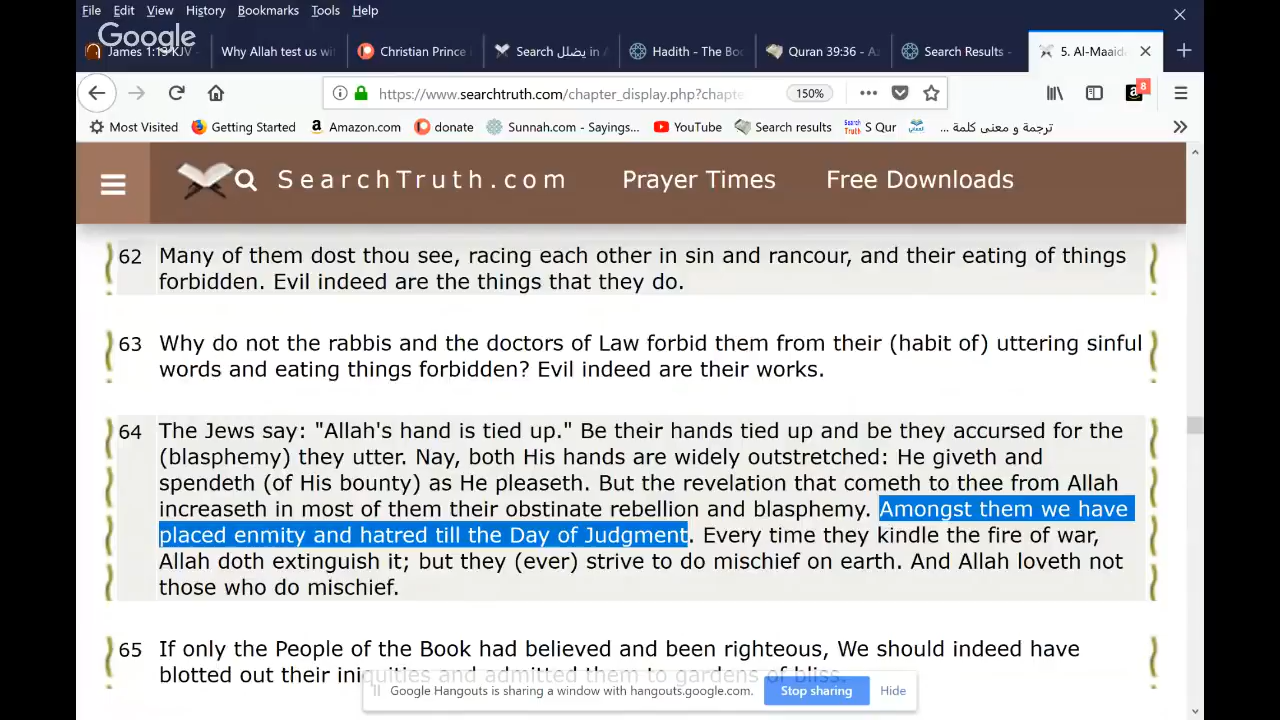 File Edit View History Bookmarks Tools Help
Google
James 1:13 KJV Why Allah test us wi Christian Prince Search يضلل in Hadith - The Boo Quran 39:36 - A Search Results - 5. Al-Maaid
https://www.searchtruth.com/chapter_display.php?chapte 150% 8
Most Visited Getting Started Amazon.com donate Sunnah.com - Sayings,... YouTube Search results Search Truth S Qur ترجمة و معنى كلمة ...
SearchTruth.com Prayer Times Free Downloads
62 Many of them dost thou see, racing each other in sin and rancour, and their eating of things
forbidden. Evil indeed are the things that they do.
63 Why do not the rabbis and the doctors of Law forbid them from their (habit of) uttering sinful
words and eating things forbidden? Evil indeed are their works.
64 The Jews say: "Allah's hand is tied up." Be their hands tied up and be they accursed for the
(blasphemy) they utter. Nay, both His hands are widely outstretched: He giveth and
spendeth (of His bounty) as He pleaseth. But the revelation that cometh to thee from Allah
increaseth in most of them their obstinate rebellion and blasphemy. Amongst them we have
placed enmity and hatred till the Day of Judgment. Every time they kindle the fire of war,
Allah doth extinguish it; but they (ever) strive to do mischief on earth. And Allah loveth not
those who do mischief.
65 If only the People of the Book had believed and been righteous, We should indeed have
blotted out their iniquities and admitted them to gardens of bliss.
Google Hangouts is sharing a window with hangouts.google.com. Stop sharing Hide